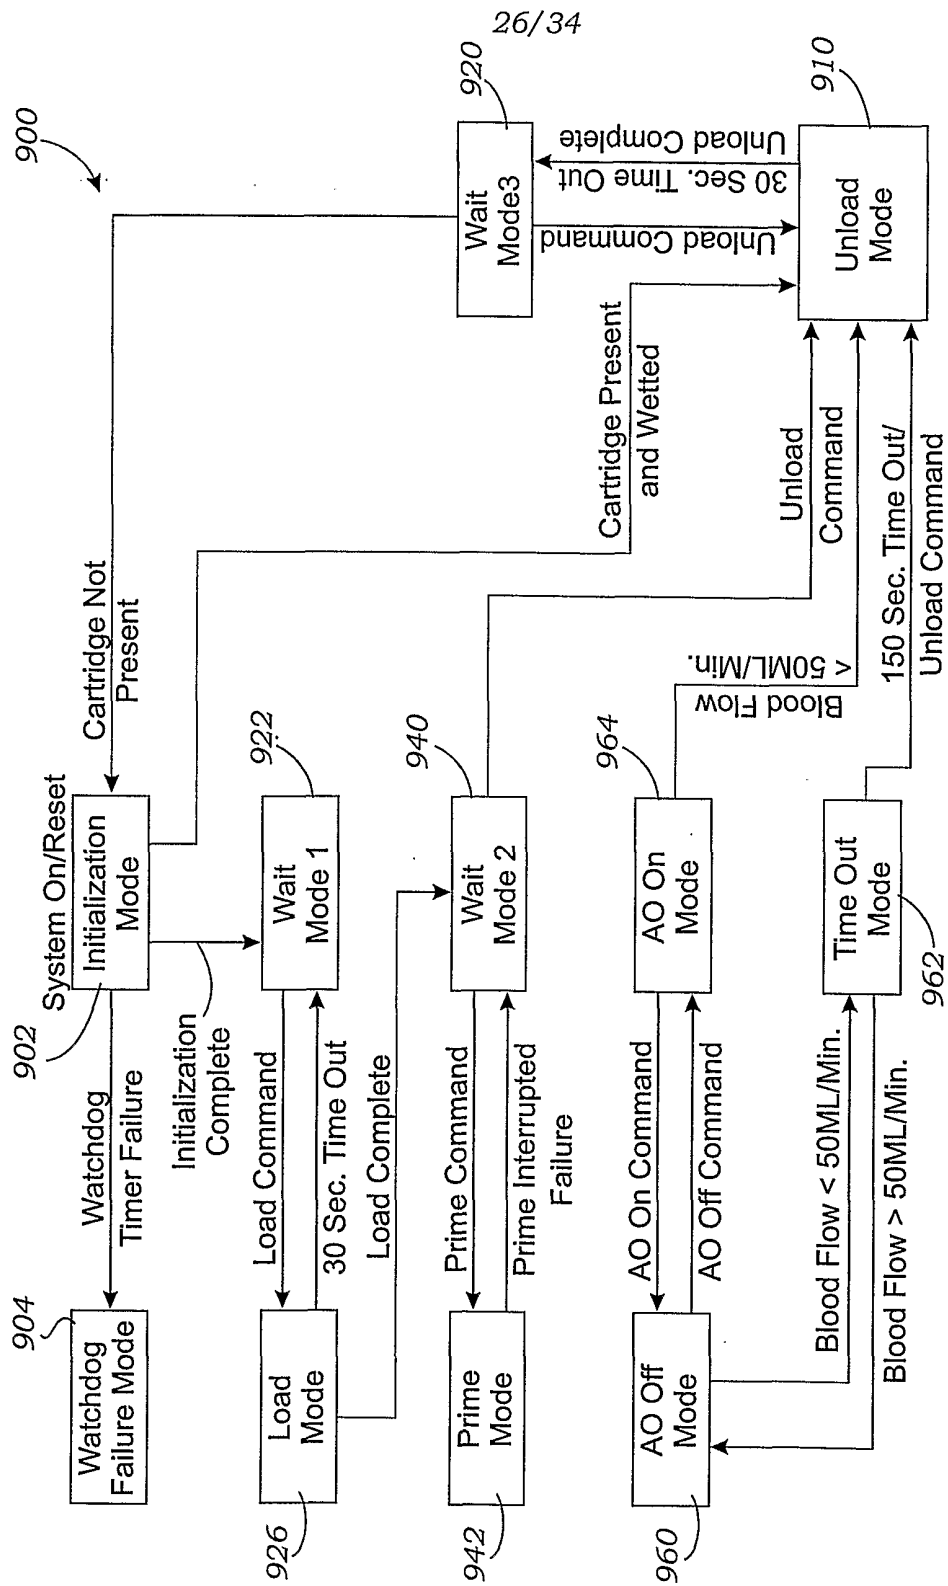 26/34
900
System On/Reset
902
Initialization
Mode
Cartridge Not
Present
Watchdog
Timer Failure
904
Watchdog
Failure Mode
Initialization
Complete
922
Wait
Mode 1
Load Command
30 Sec. Time Out
Load
Mode
926
Load Complete
940
Wait
Mode 2
Prime Command
Prime Interrupted
Failure
Prime
Mode
942
964
AO On
Mode
AO On Command
AO Off Command
AO Off
Mode
960
Blood Flow < 50ML/Min.
Blood Flow > 50ML/Min.
Time Out
Mode
962
920
Wait
Mode3
Unload Command
30 Sec. Time Out
Unload Complete
Cartridge Present
and Wetted
Unload
Command
Blood Flow
< 50ML/Min.
150 Sec. Time Out/
Unload Command
910
Unload
Mode